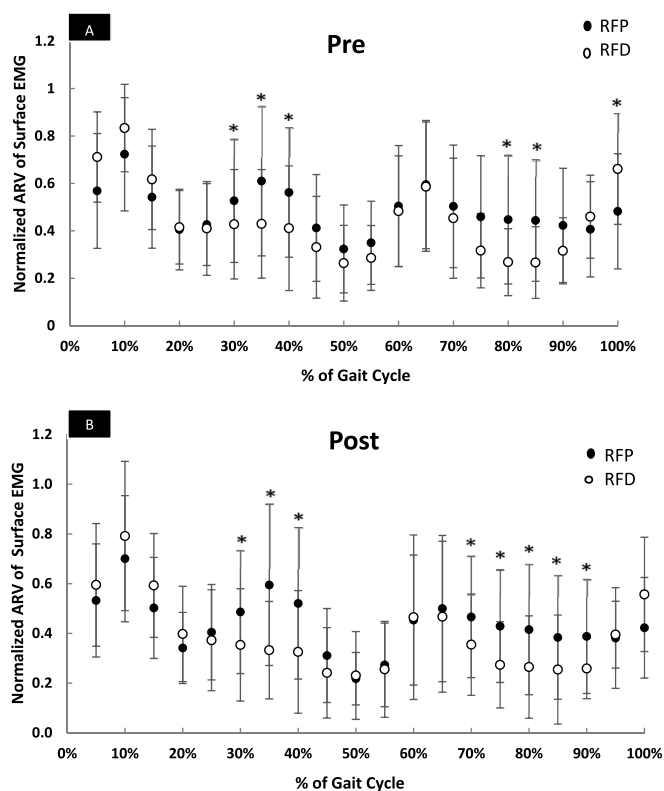 A
Pre
RFP
RFD
Normalized ARV of Surface EMG
1.2
1
0.8
0.6
0.4
0.2
0
* * * * * *
0% 10% 20% 30% 40% 50% 60% 70% 80% 90% 100%
% of Gait Cycle
B
Post
RFP
RFD
Normalized ARV of Surface EMG
1.2
1.0
0.8
0.6
0.4
0.2
0.0
* * * * * * * *
0% 10% 20% 30% 40% 50% 60% 70% 80% 90% 100%
% of Gait Cycle